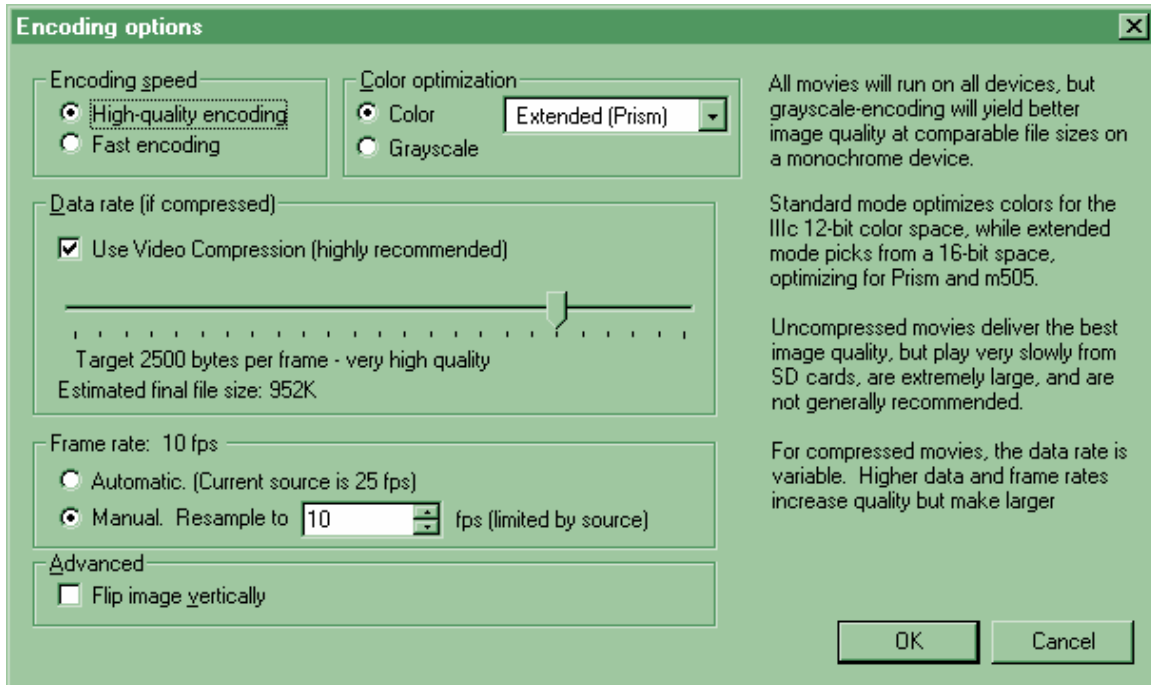 Encoding options
Encoding speed
High-quality encoding
Fast encoding
Color optimization
Color
Extended (Prism)
Grayscale
Data rate (if compressed)
Use Video Compression (highly recommended)
Target 2500 bytes per frame - very high quality
Estimated final file size: 952K
Frame rate: 10 fps
Automatic. (Current source is 25 fps)
Manual. Resample to 10 fps (limited by source)
Advanced
Flip image vertically
All movies will run on all devices, but
grayscale-encoding will yield better
image quality at comparable file sizes on
a monochrome device.
Standard mode optimizes colors for the
IIIc 12-bit color space, while extended
mode picks from a 16-bit space,
optimizing for Prism and m505.
Uncompressed movies deliver the best
image quality, but play very slowly from
SD cards, are extremely large, and are
not generally recommended.
For compressed movies, the data rate is
variable. Higher data and frame rates
increase quality but make larger
OK
Cancel